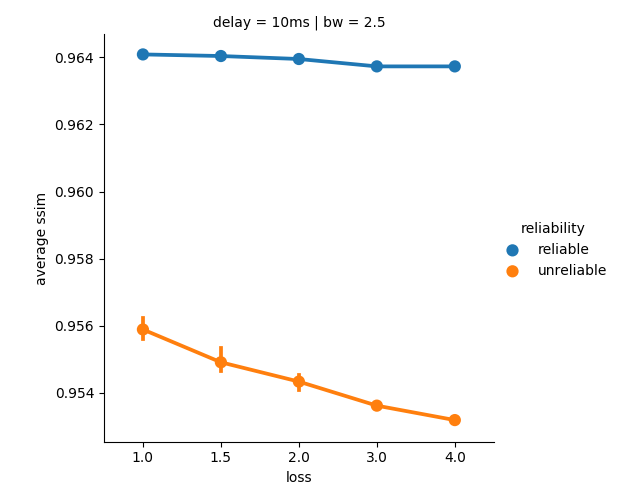 delay = 10ms | bw = 2.5
0.964
0.962
0.960
0.958
0.956
0.954
average ssim
1.0 1.5 2.0 3.0 4.0
loss
reliability
reliable
unreliable